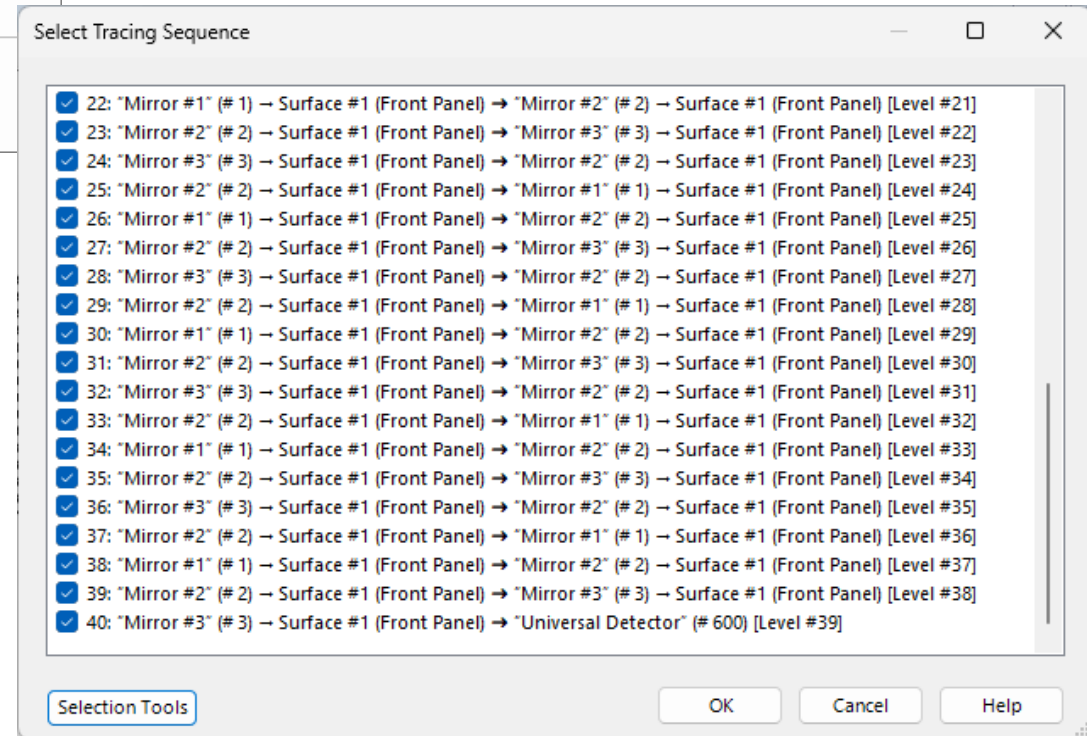 Select Tracing Sequence
22: "Mirror #1" (# 1) → Surface #1 (Front Panel) → "Mirror #2" (# 2) → Surface #1 (Front Panel) [Level #21]
23: "Mirror #2" (# 2) → Surface #1 (Front Panel) → "Mirror #3" (# 3) → Surface #1 (Front Panel) [Level #22]
24: "Mirror #3" (# 3) → Surface #1 (Front Panel) → "Mirror #2" (# 2) → Surface #1 (Front Panel) [Level #23]
25: "Mirror #2" (# 2) → Surface #1 (Front Panel) → "Mirror #1" (# 1) → Surface #1 (Front Panel) [Level #24]
26: "Mirror #1" (# 1) → Surface #1 (Front Panel) → "Mirror #2" (# 2) → Surface #1 (Front Panel) [Level #25]
27: "Mirror #2" (# 2) → Surface #1 (Front Panel) → "Mirror #3" (# 3) → Surface #1 (Front Panel) [Level #26]
28: "Mirror #3" (# 3) → Surface #1 (Front Panel) → "Mirror #2" (# 2) → Surface #1 (Front Panel) [Level #27]
29: "Mirror #2" (# 2) → Surface #1 (Front Panel) → "Mirror #1" (# 1) → Surface #1 (Front Panel) [Level #28]
30: "Mirror #1" (# 1) → Surface #1 (Front Panel) → "Mirror #2" (# 2) → Surface #1 (Front Panel) [Level #29]
31: "Mirror #2" (# 2) → Surface #1 (Front Panel) → "Mirror #3" (# 3) → Surface #1 (Front Panel) [Level #30]
32: "Mirror #3" (# 3) → Surface #1 (Front Panel) → "Mirror #2" (# 2) → Surface #1 (Front Panel) [Level #31]
33: "Mirror #2" (# 2) → Surface #1 (Front Panel) → "Mirror #1" (# 1) → Surface #1 (Front Panel) [Level #32]
34: "Mirror #1" (# 1) → Surface #1 (Front Panel) → "Mirror #2" (# 2) → Surface #1 (Front Panel) [Level #33]
35: "Mirror #2" (# 2) → Surface #1 (Front Panel) → "Mirror #3" (# 3) → Surface #1 (Front Panel) [Level #34]
36: "Mirror #3" (# 3) → Surface #1 (Front Panel) → "Mirror #2" (# 2) → Surface #1 (Front Panel) [Level #35]
37: "Mirror #2" (# 2) → Surface #1 (Front Panel) → "Mirror #1" (# 1) → Surface #1 (Front Panel) [Level #36]
38: "Mirror #1" (# 1) → Surface #1 (Front Panel) → "Mirror #2" (# 2) → Surface #1 (Front Panel) [Level #37]
39: "Mirror #2" (# 2) → Surface #1 (Front Panel) → "Mirror #3" (# 3) → Surface #1 (Front Panel) [Level #38]
40: "Mirror #3" (# 3) → Surface #1 (Front Panel) → "Universal Detector" (# 600) [Level #39]
Selection Tools OK Cancel Help